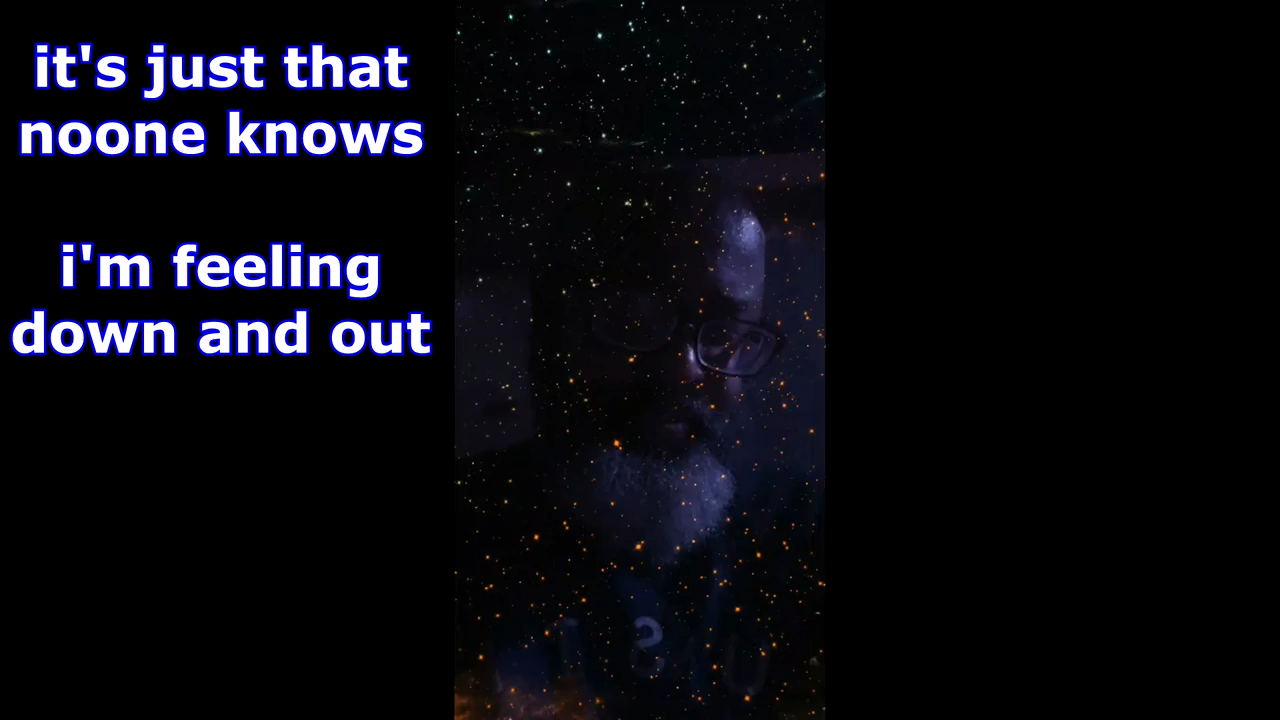 it's just that
noone knows
i'm feeling
down and out